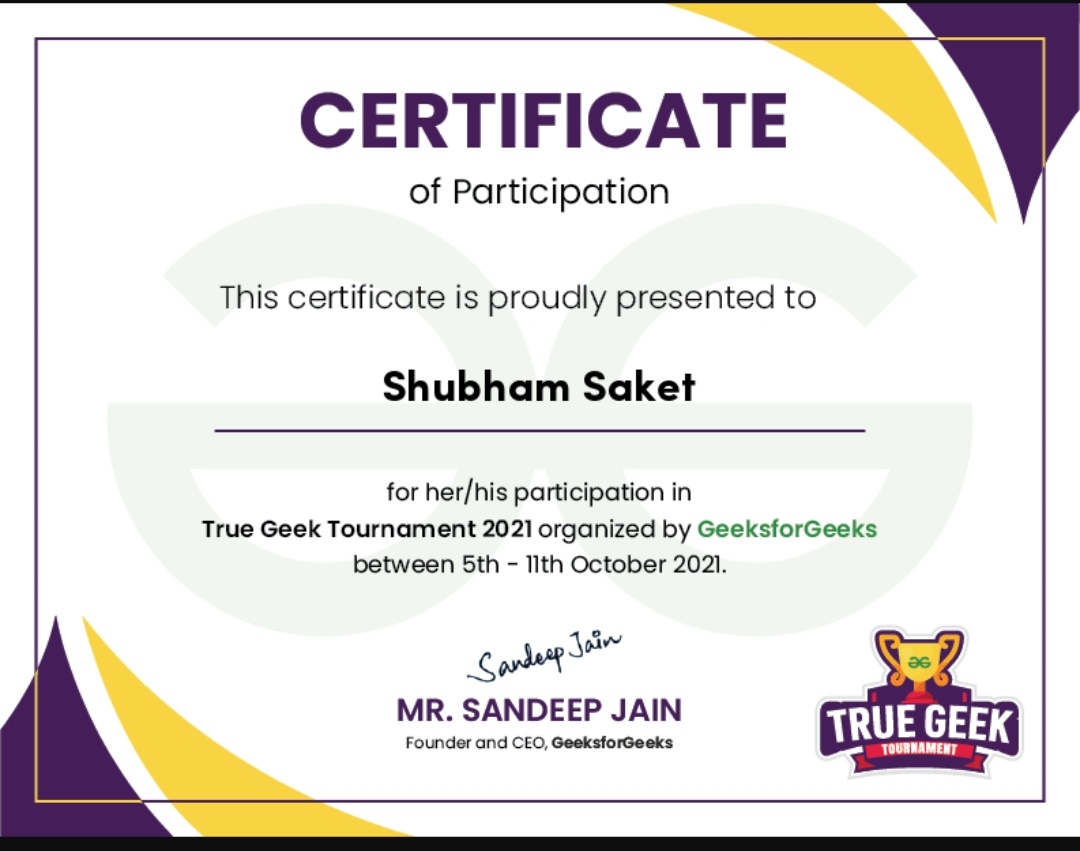 CERTIFICATE
of Participation
This certificate is proudly presented to
Shubham Saket
for her/his participation in
True Geek Tournament 2021 organized by GeeksforGeeks
between 5th - 11th October 2021.
Sandeep Jain
MR. SANDEEP JAIN
Founder and CEO, GeeksforGeeks
TRUE GEEK
TOURNAMENT